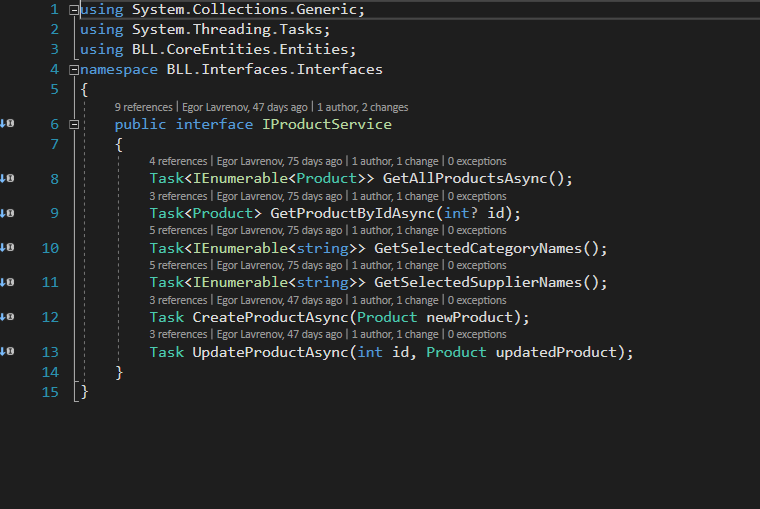 1 using System.Collections.Generic;
2 using System.Threading.Tasks;
3 using BLL.CoreEntities.Entities;
4 namespace BLL.Interfaces.Interfaces
5 {
9 references | Egor Lavrenov, 47 days ago | 1 author, 2 changes
6 public interface IProductService
7 {
4 references | Egor Lavrenov, 75 days ago | 1 author, 1 change | 0 exceptions
8 Task<IEnumerable<Product>> GetAllProductsAsync();
3 references | Egor Lavrenov, 75 days ago | 1 author, 1 change | 0 exceptions
9 Task<Product> GetProductByIdAsync(int? id);
5 references | Egor Lavrenov, 75 days ago | 1 author, 1 change | 0 exceptions
10 Task<IEnumerable<string>> GetSelectedCategoryNames();
5 references | Egor Lavrenov, 75 days ago | 1 author, 1 change | 0 exceptions
11 Task<IEnumerable<string>> GetSelectedSupplierNames();
3 references | Egor Lavrenov, 47 days ago | 1 author, 1 change | 0 exceptions
12 Task CreateProductAsync(Product newProduct);
3 references | Egor Lavrenov, 47 days ago | 1 author, 1 change | 0 exceptions
13 Task UpdateProductAsync(int id, Product updatedProduct);
14 }
15 }